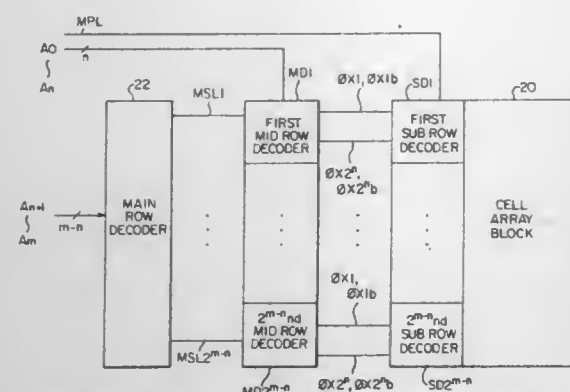 MPL
A0
n
An
22
MSL1
MD1
ØX1, ØX1b
SD1
20
FIRST
MID ROW
DECODER
FIRST
SUB ROW
DECODER
ØX2ⁿ,
ØX2ⁿb
An+1
Am
m-n
MAIN
ROW
DECODER
CELL
ARRAY
BLOCK
ØX1,
ØX1b
2ᵐ⁻ⁿnd
MID ROW
DECODER
2ᵐ⁻ⁿnd
SUB ROW
DECODER
MSL2ᵐ⁻ⁿ
MD2ᵐ⁻ⁿ
ØX2ⁿ, ØX2ⁿb
SD2ᵐ⁻ⁿ